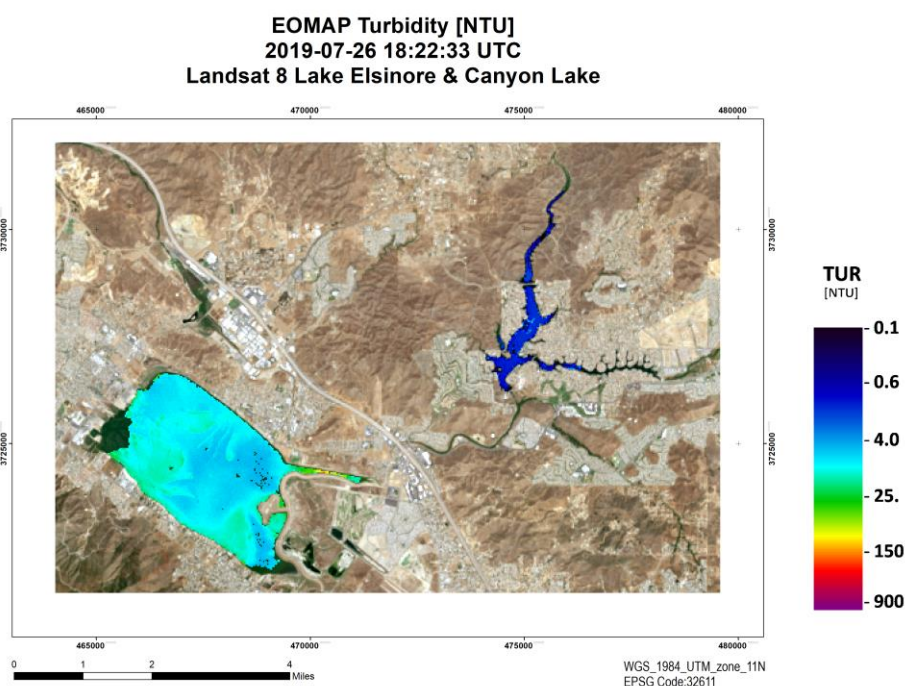 EOMAP Turbidity [NTU]
2019-07-26 18:22:33 UTC
Landsat 8 Lake Elsinore & Canyon Lake
465000 470000 475000 480000
3730000 3730000
3725000 3725000
TUR
[NTU]
0.1
0.6
4.0
25.
150
900
465000 470000 475000 480000
0 1 2 4
Miles
WGS_1984_UTM_zone_11N
EPSG Code:32611